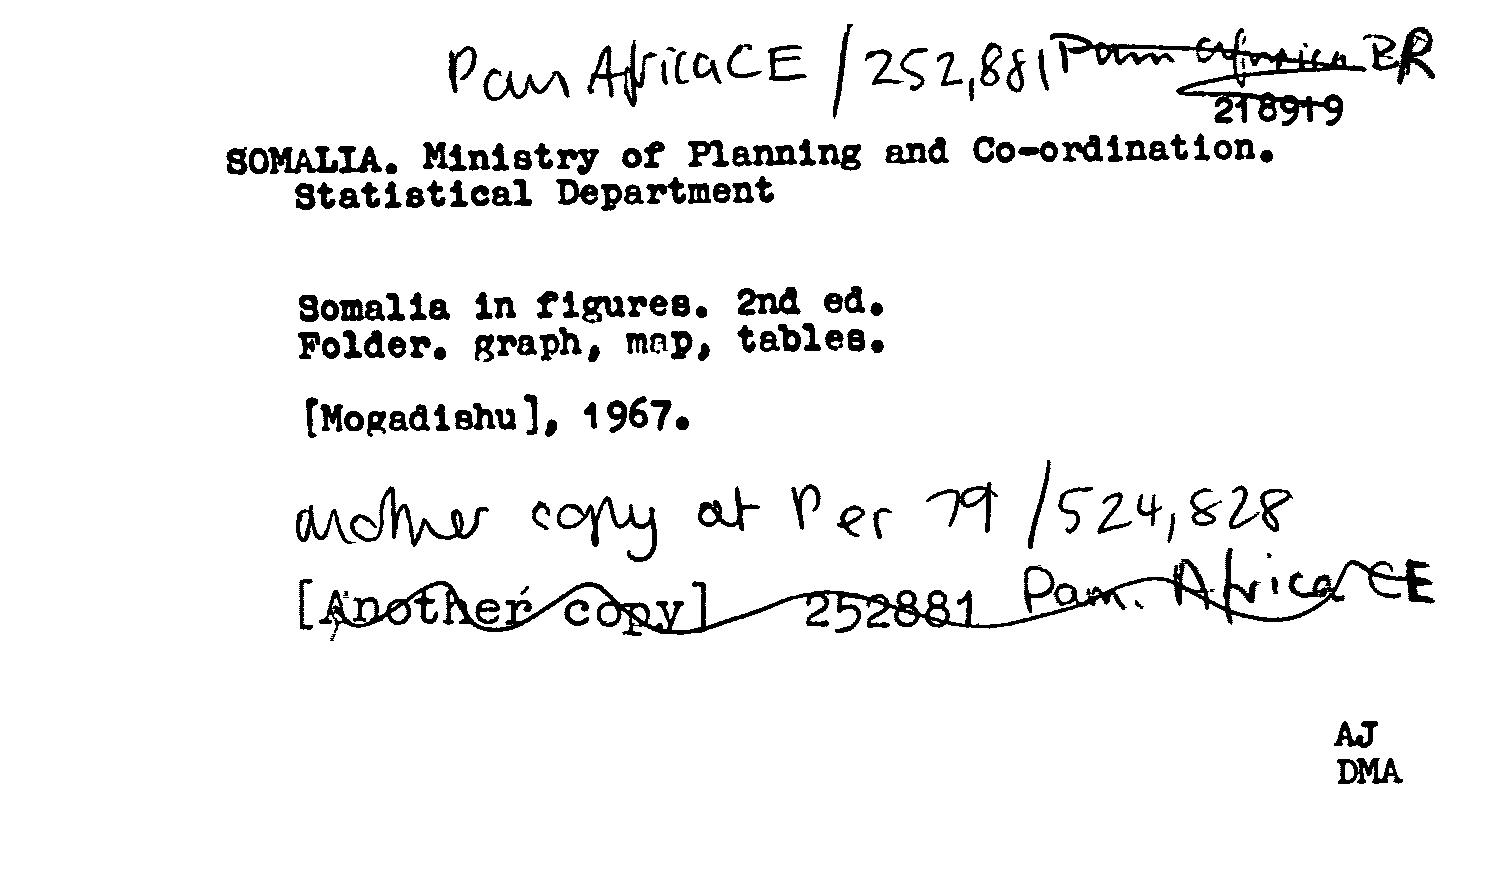 Pam Africa CE / 252,881 Pam Africa BR
218919
SOMALIA. Ministry of Planning and Co-ordination.
Statistical Department
Somalia in figures. 2nd ed.
Folder. graph, map, tables.
[Mogadishu], 1967.
another copy at Per 79 / 524,828
[Another copy] 252881 Pam. Africa CE
AJ
DMA